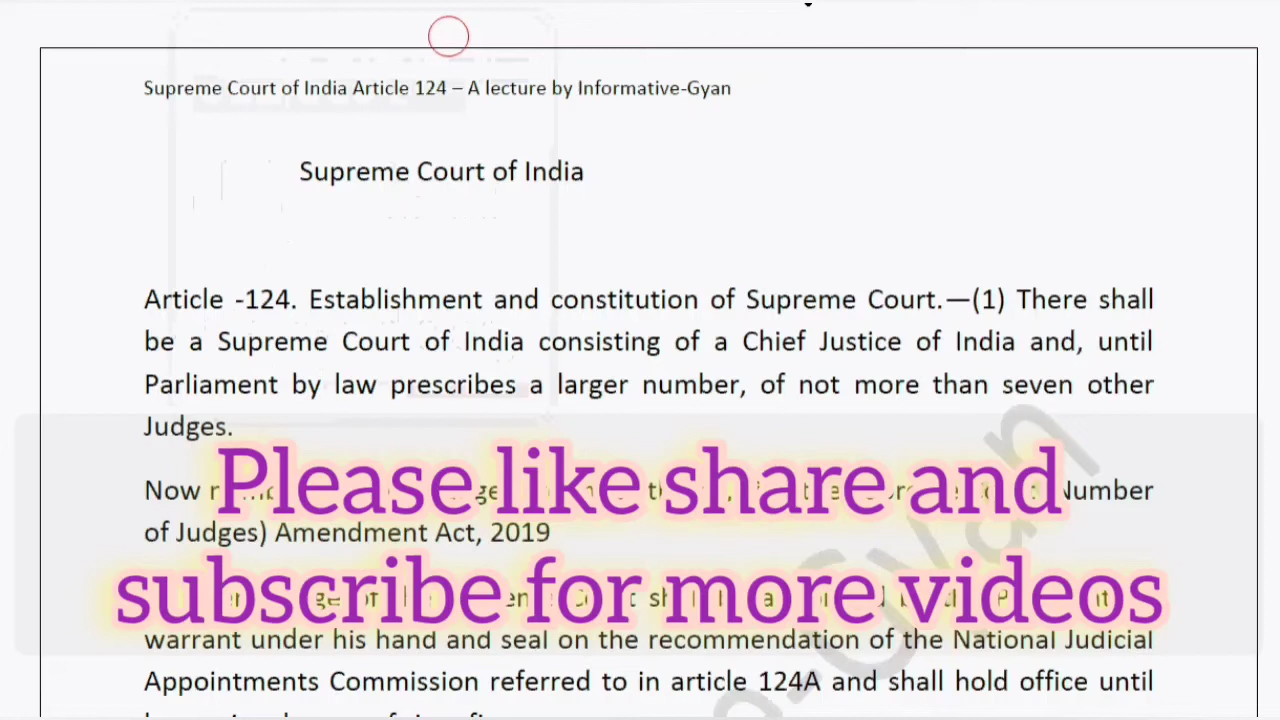 Supreme Court of India Article 124 – A lecture by Informative-Gyan
Supreme Court of India
Article -124. Establishment and constitution of Supreme Court.—(1) There shall
be a Supreme Court of India consisting of a Chief Justice of India and, until
Parliament by law prescribes a larger number, of not more than seven other
Judges.
Now Number
Please like share and
of Judges) Amendment Act, 2019
subscribe for more videos
warrant under his hand and seal on the recommendation of the National Judicial
Appointments Commission referred to in article 124A and shall hold office until